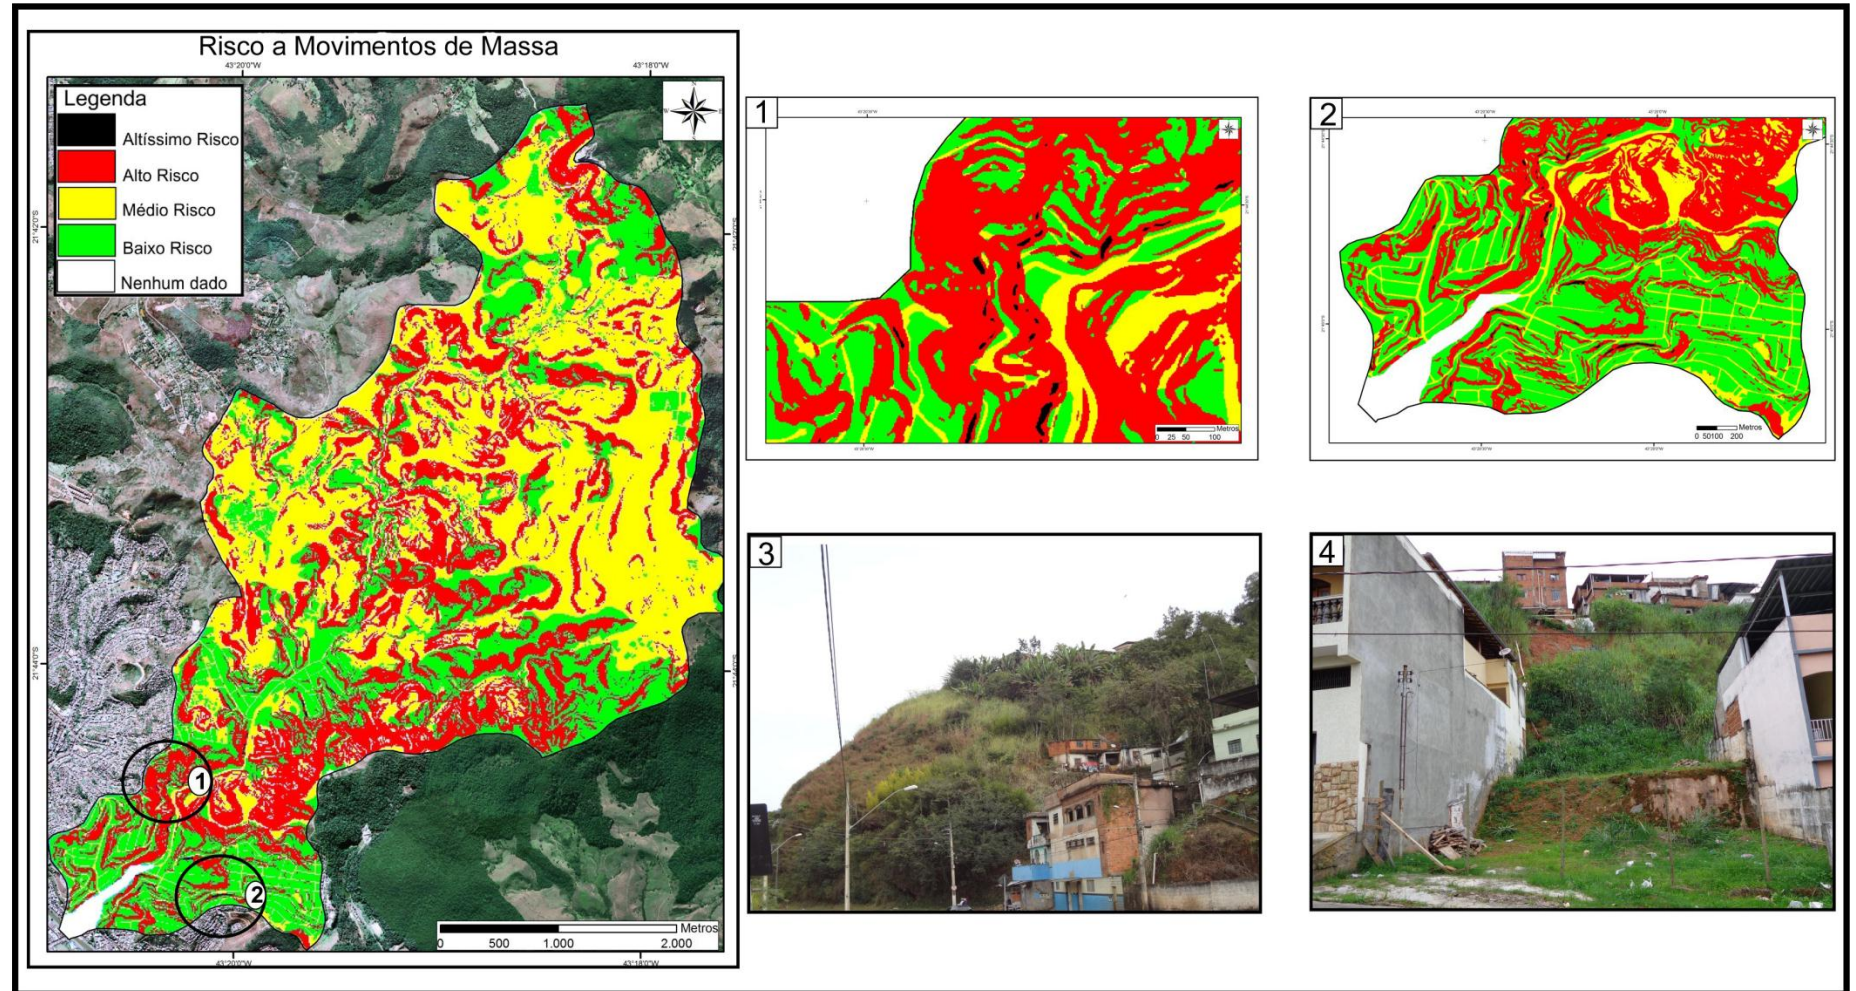 Risco a Movimentos de Massa
43°20'0"W
43°18'0"W
Legenda
Altíssimo Risco
Alto Risco
Médio Risco
Baixo Risco
Nenhum dado
21°42'0"S
21°44'0"S
1
2
Metros
0 500 1.000 2.000
43°20'0"W
43°18'0"W
1
Metros
0 25 50 100
2
Metros
0 50100 200
3
4